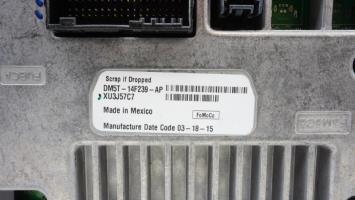 Scrap if Dropped
DM5T-14F239-AP
XU3J57C7
Made in Mexico
FoMoCo
Manufacture Date Code 03-18-15